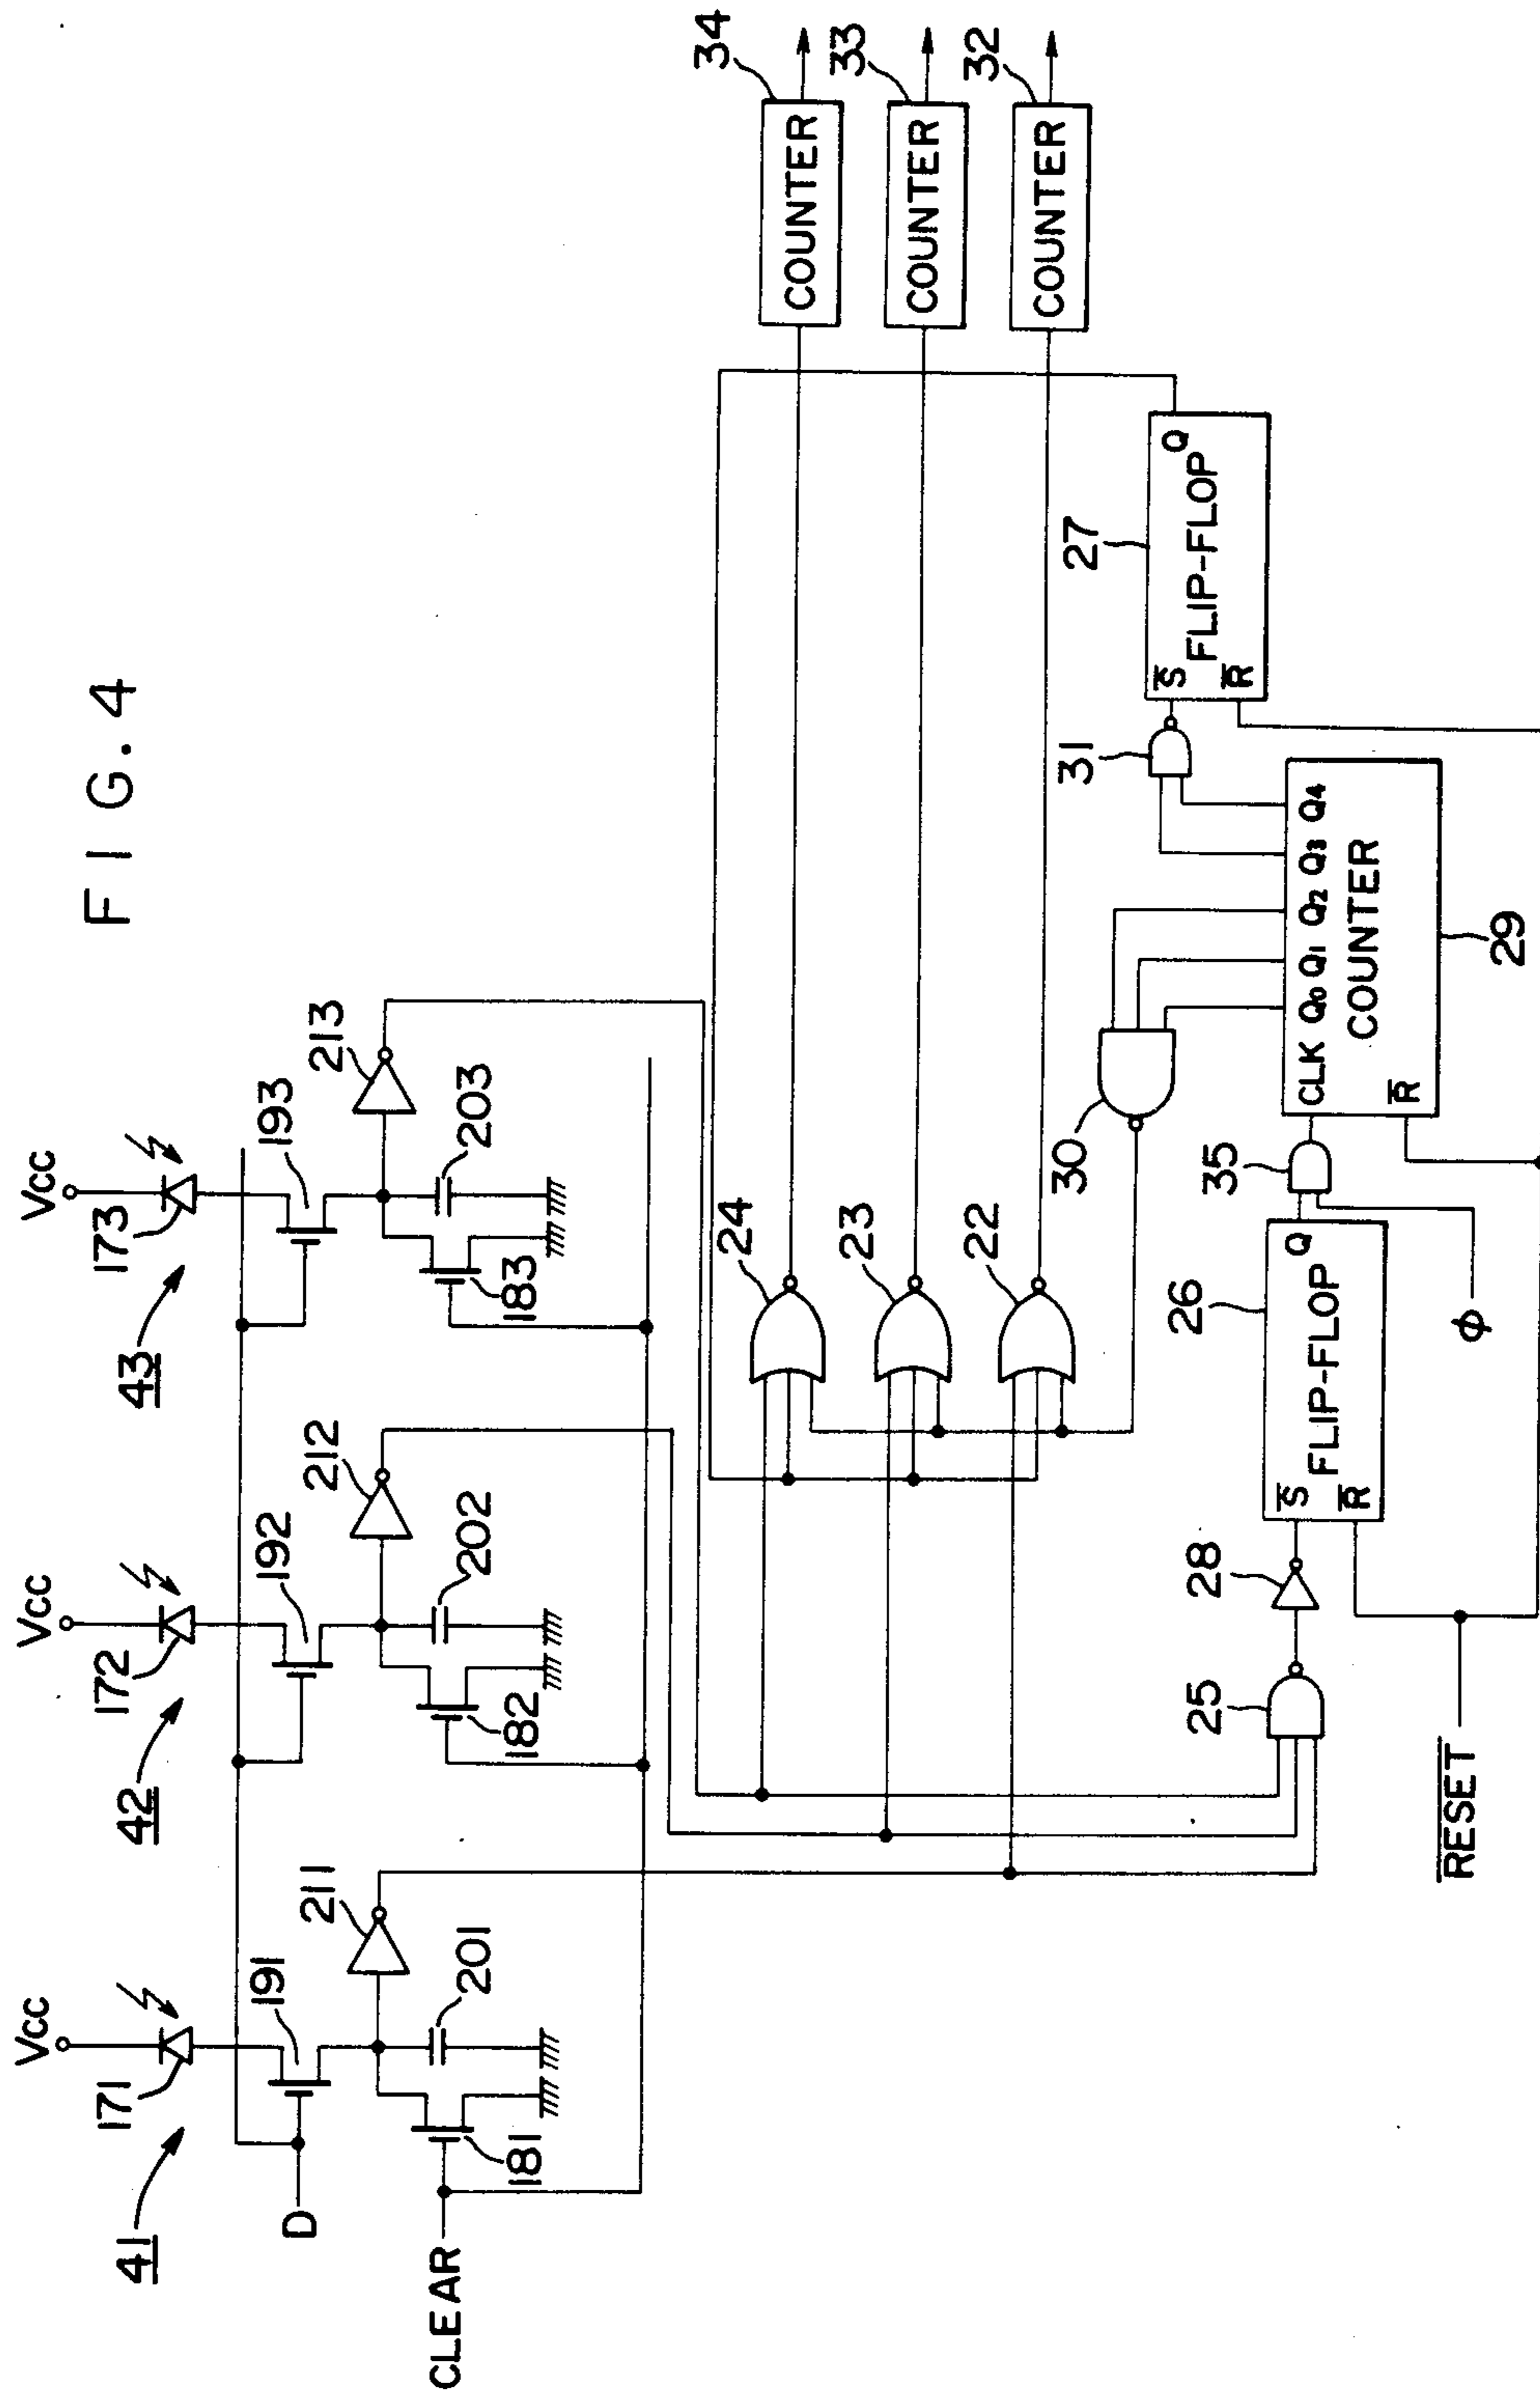 FIG. 4
Vcc
Vcc
Vcc
171
172
173
41
42
43
191
192
193
D
211
212
213
201
202
203
181
182
183
CLEAR
34
COUNTER
33
COUNTER
32
COUNTER
24
23
22
27
FLIP-FLOP
S̅
R̅
Q
31
30
25
28
26
FLIP-FLOP
S̅
R̅
Q
35
CLK Q0 Q1 Q2 Q3 Q4
COUNTER
R̅
29
ϕ
R̅E̅S̅E̅T̅